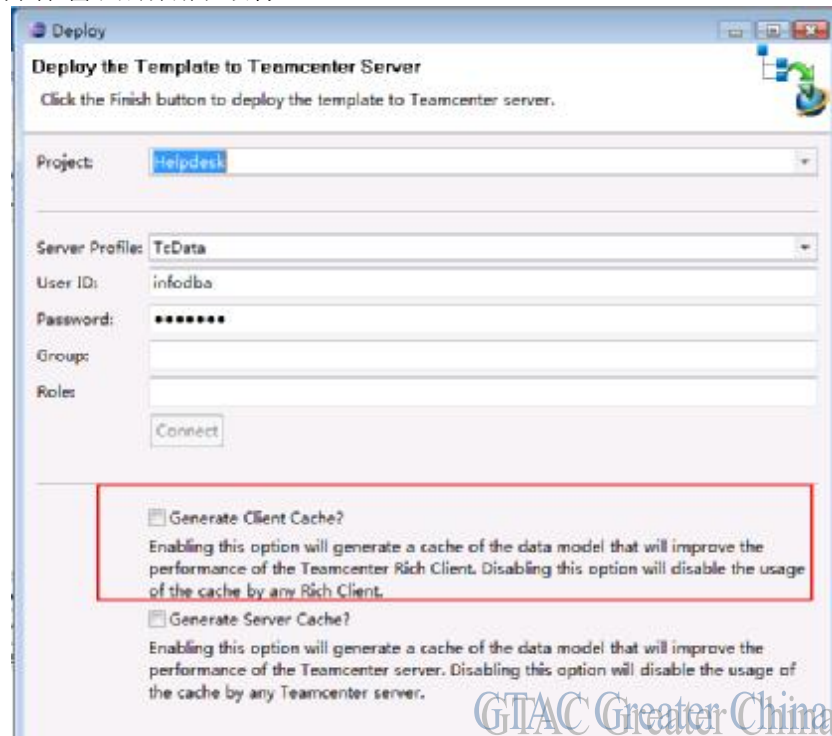 Deploy
Deploy the Template to Teamcenter Server
Click the Finish button to deploy the template to Teamcenter server.
Project:
Helpdesk
Server Profile:
TcData
User ID:
infodba
Password:
•••••••
Group:
Role:
Connect
Generate Client Cache?
Enabling this option will generate a cache of the data model that will improve the
performance of the Teamcenter Rich Client. Disabling this option will disable the usage
of the cache by any Rich Client.
Generate Server Cache?
Enabling this option will generate a cache of the data model that will improve the
performance of the Teamcenter server. Disabling this option will disable the usage of
the cache by any Teamcenter server.
GTAC Greater China